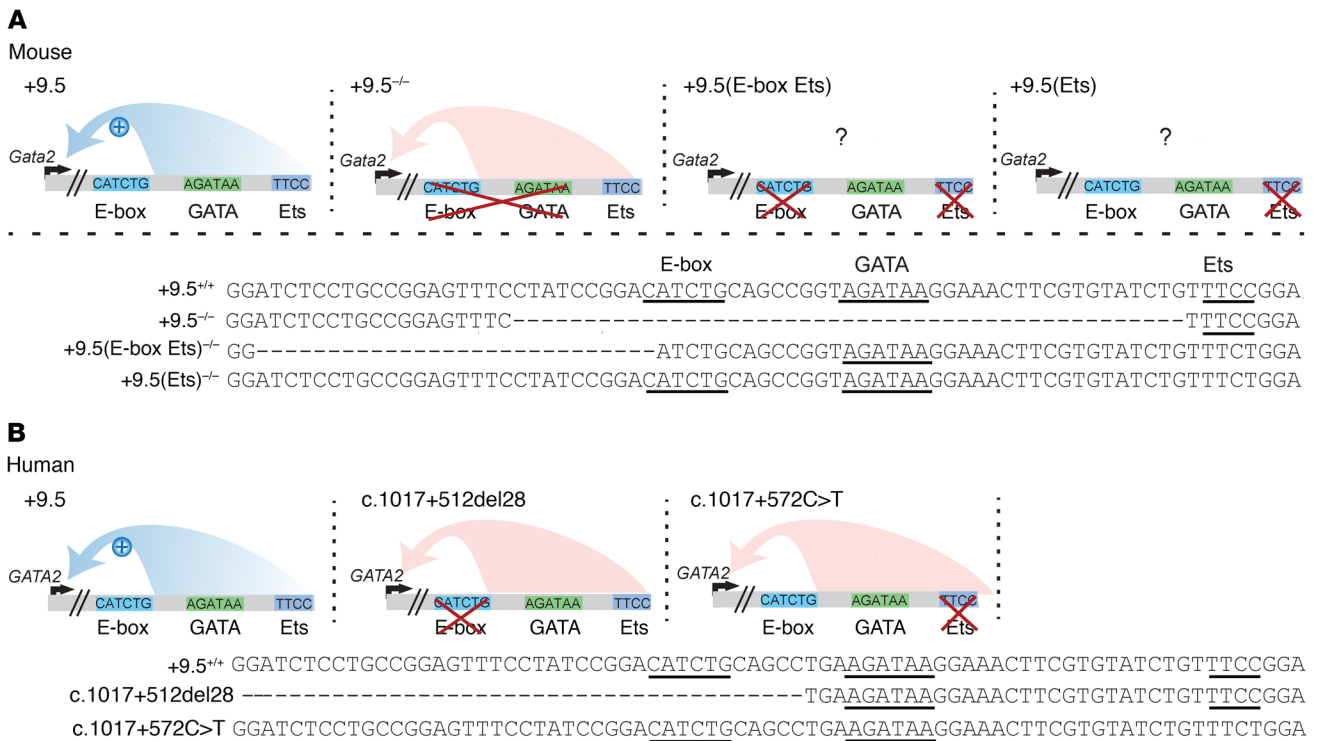 A
Mouse
+9.5 +9.5–/– +9.5(E-box Ets) +9.5(Ets)
+ ? ?
Gata2 Gata2 Gata2 Gata2
CATCTG AGATAA TTCC CATCTG AGATAA TTCC CATCTG AGATAA TTCC CATCTG AGATAA TTCC
E-box GATA Ets E-box GATA Ets E-box GATA Ets E-box GATA Ets
E-box GATA Ets
+9.5+/+ GGATCTCCTGCCGGAGTTTCCTATCCGGACATCTGCAGCCGGTAGATAAGGAAACTTCGTGTATCTGTTTCCGGA
+9.5–/– GGATCTCCTGCCGGAGTTTC-----------------------------------------------TTTCCGGA
+9.5(E-box Ets)–/– GG----------------------------ATCTGCAGCCGGTAGATAAGGAAACTTCGTGTATCTGTTTCTGGA
+9.5(Ets)–/– GGATCTCCTGCCGGAGTTTCCTATCCGGACATCTGCAGCCGGTAGATAAGGAAACTTCGTGTATCTGTTTCTGGA
B
Human
+9.5 c.1017+512del28 c.1017+572C>T
+
GATA2 GATA2 GATA2
CATCTG AGATAA TTCC CATCTG AGATAA TTCC CATCTG AGATAA TTCC
E-box GATA Ets E-box GATA Ets E-box GATA Ets
+9.5+/+ GGATCTCCTGCCGGAGTTTCCTATCCGGACATCTGCAGCCTGAAGATAAGGAAACTTCGTGTATCTGTTTCCGGA
c.1017+512del28 ----------------------------------------TGAAGATAAGGAAACTTCGTGTATCTGTTTCCGGA
c.1017+572C>T GGATCTCCTGCCGGAGTTTCCTATCCGGACATCTGCAGCCTGAAGATAAGGAAACTTCGTGTATCTGTTTCTGGA